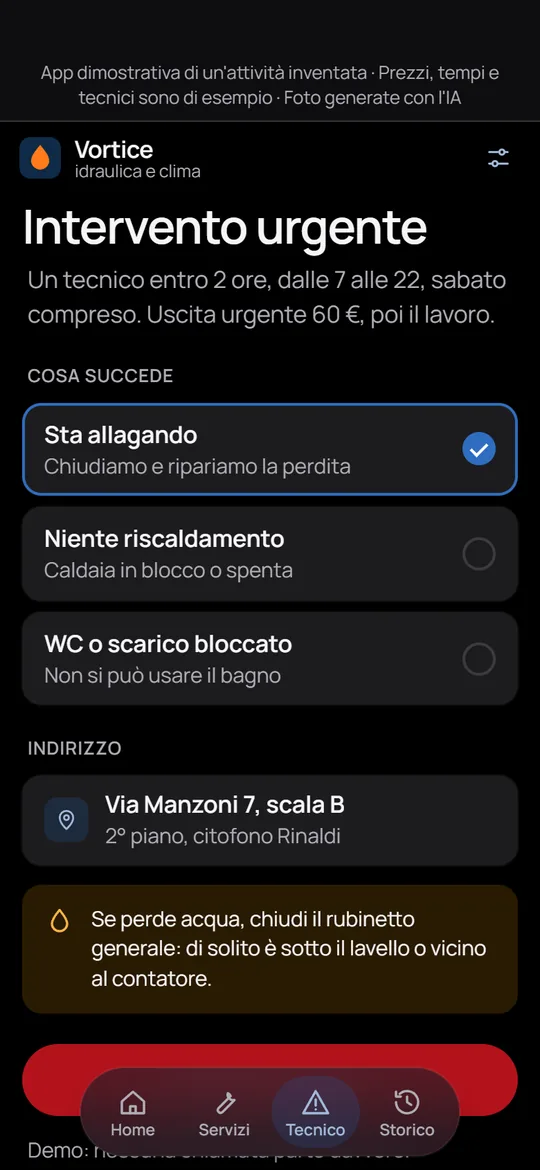 App dimostrativa di un'attività inventata · Prezzi, tempi e
tecnici sono di esempio · Foto generate con l'IA
Vortice
idraulica e clima
Intervento urgente
Un tecnico entro 2 ore, dalle 7 alle 22, sabato
compreso. Uscita urgente 60 €, poi il lavoro.
COSA SUCCEDE
Sta allagando
Chiudiamo e ripariamo la perdita
Niente riscaldamento
Caldaia in blocco o spenta
WC o scarico bloccato
Non si può usare il bagno
INDIRIZZO
Via Manzoni 7, scala B
2° piano, citofono Rinaldi
Se perde acqua, chiudi il rubinetto
generale: di solito è sotto il lavello o vicino
al contatore.
Home
Servizi
Tecnico
Storico
Demo: